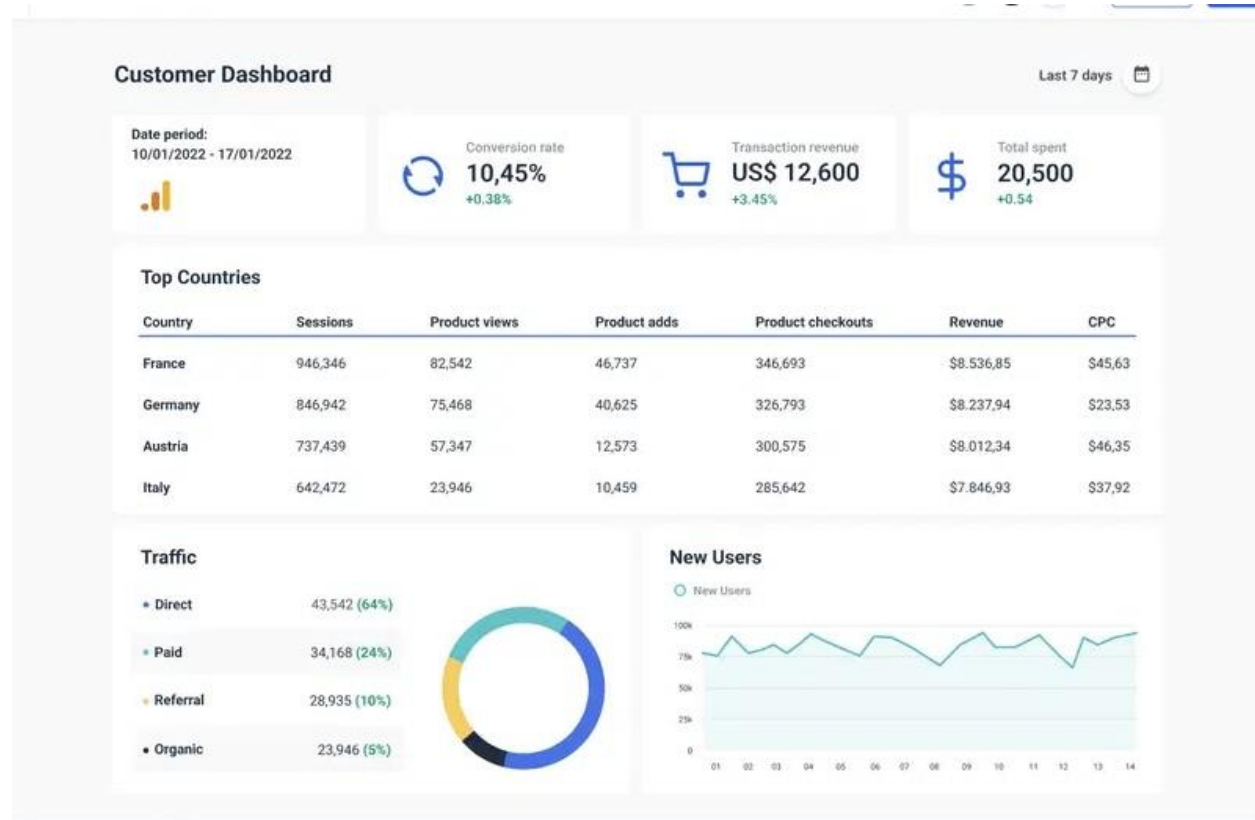 Customer Dashboard
Last 7 days
Date period:
10/01/2022 - 17/01/2022
Conversion rate
10,45%
+0.38%
Transaction revenue
US$ 12,600
+3.45%
Total spent
20,500
+0.54
Top Countries
Country Sessions Product views Product adds Product checkouts Revenue CPC
France 946,346 82,542 46,737 346,693 $8.536,85 $45,63
Germany 846,942 75,468 40,625 326,793 $8.237,94 $23,53
Austria 737,439 57,347 12,573 300,575 $8.012,34 $46,35
Italy 642,472 23,946 10,459 285,642 $7.846,93 $37,92
Traffic
Direct 43,542 (64%)
Paid 34,168 (24%)
Referral 28,935 (10%)
Organic 23,946 (5%)
New Users
New Users
100k
75k
50k
25k
0
01 02 03 04 05 06 07 08 09 10 11 12 13 14